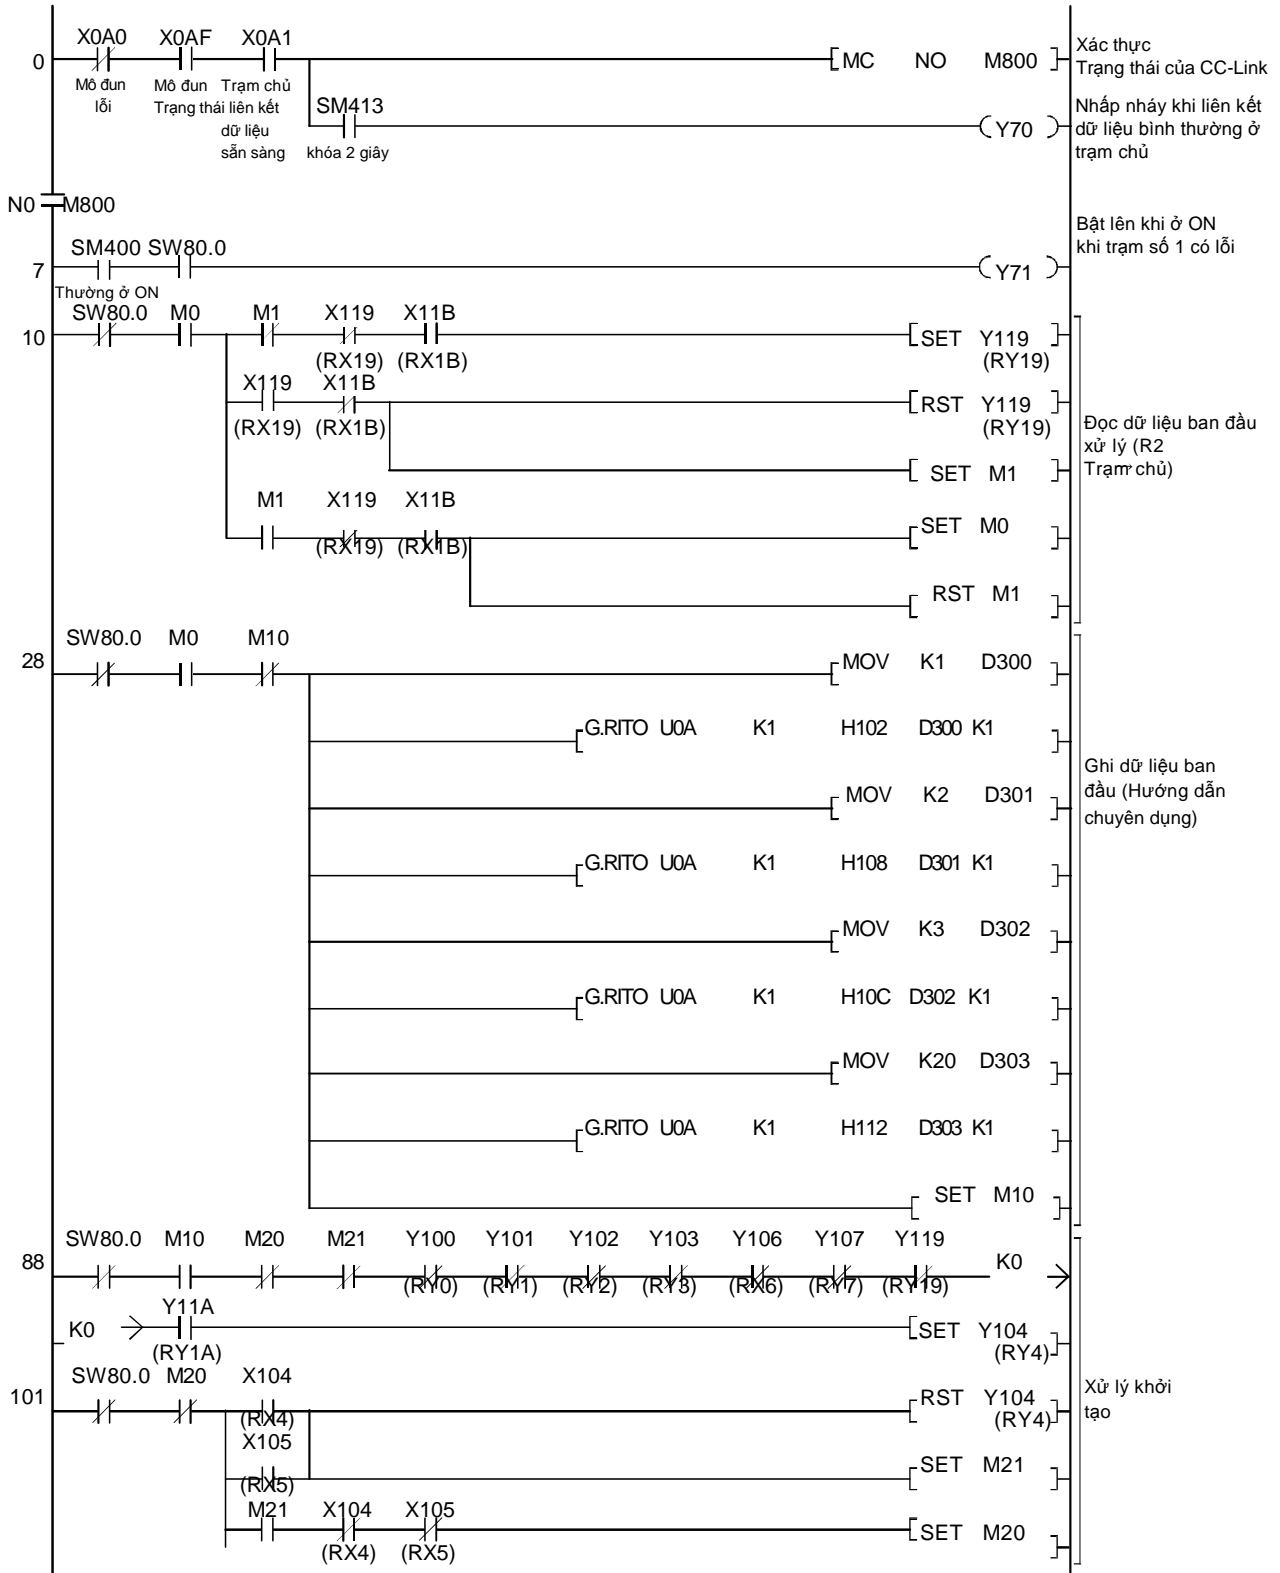 X0A0 X0AF X0A1
0 MC NO M800 Xác thực
Trạng thái của CC-Link
Mô đun lỗi
Mô đun Trạm chủ
Trạng thái liên kết
dữ liệu
sẵn sàng
SM413
khóa 2 giây
Y70
Nhấp nháy khi liên kết
dữ liệu bình thường ở
trạm chủ
N0 M800
SM400 SW80.0
7 Y71
Thường ở ON
Bật lên khi ở ON
khi trạm số 1 có lỗi
SW80.0 M0 M1 X119 X11B
10 SET Y119
(RX19) (RX1B) (RY19)
X119 X11B
RST Y119
(RX19) (RX1B) (RY19)
SET M1
Đọc dữ liệu ban đầu
xử lý (R2
Trạm chủ)
M1 X119 X11B
SET M0
(RX19) (RX1B)
RST M1
SW80.0 M0 M10
28 MOV K1 D300
G.RITO U0A K1 H102 D300 K1
MOV K2 D301
G.RITO U0A K1 H108 D301 K1
MOV K3 D302
G.RITO U0A K1 H10C D302 K1
MOV K20 D303
G.RITO U0A K1 H112 D303 K1
SET M10
Ghi dữ liệu ban
đầu (Hướng dẫn
chuyên dụng)
SW80.0 M10 M20 M21 Y100 Y101 Y102 Y103 Y106 Y107 Y119
88 K0
(RY0) (RY1) (RY2) (RY3) (RX6) (RY7) (RY19)
Y11A
K0 SET Y104
(RY1A) (RY4)
SW80.0 M20 X104
101 RST Y104
(RX4) (RY4)
X105
SET M21
(RX5)
M21 X104 X105
SET M20
(RX4) (RX5)
Xử lý khởi
tạo